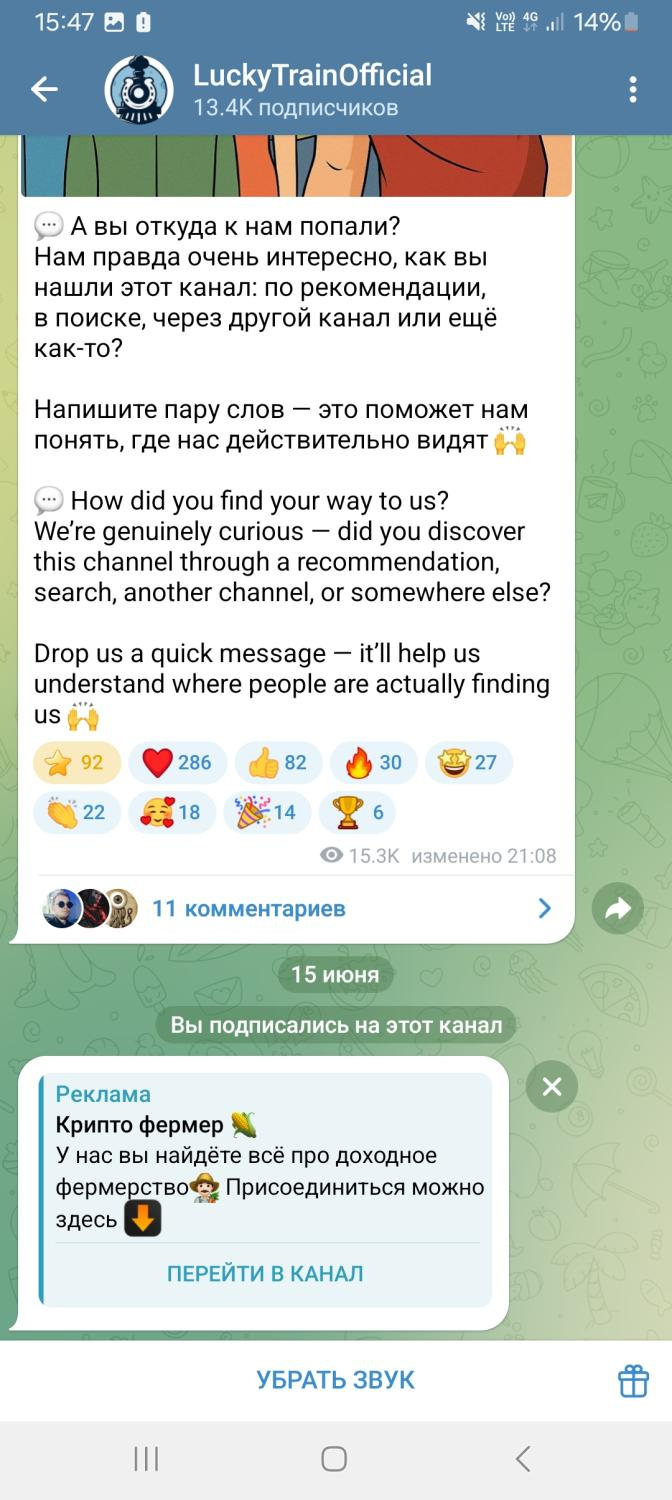 15:47
Vo)) LTE 4G 14%
LuckyTrainOfficial
13.4K подписчиков
А вы откуда к нам попали?
Нам правда очень интересно, как вы
нашли этот канал: по рекомендации,
в поиске, через другой канал или ещё
как-то?
Напишите пару слов — это поможет нам
понять, где нас действительно видят
How did you find your way to us?
We’re genuinely curious — did you discover
this channel through a recommendation,
search, another channel, or somewhere else?
Drop us a quick message — it’ll help us
understand where people are actually finding
us
92 286 82 30 27
22 18 14 6
15.3K изменено 21:08
11 комментариев
15 июня
Вы подписались на этот канал
Реклама
Крипто фермер
У нас вы найдёте всё про доходное
фермерство Присоединиться можно
здесь
ПЕРЕЙТИ В КАНАЛ
УБРАТЬ ЗВУК